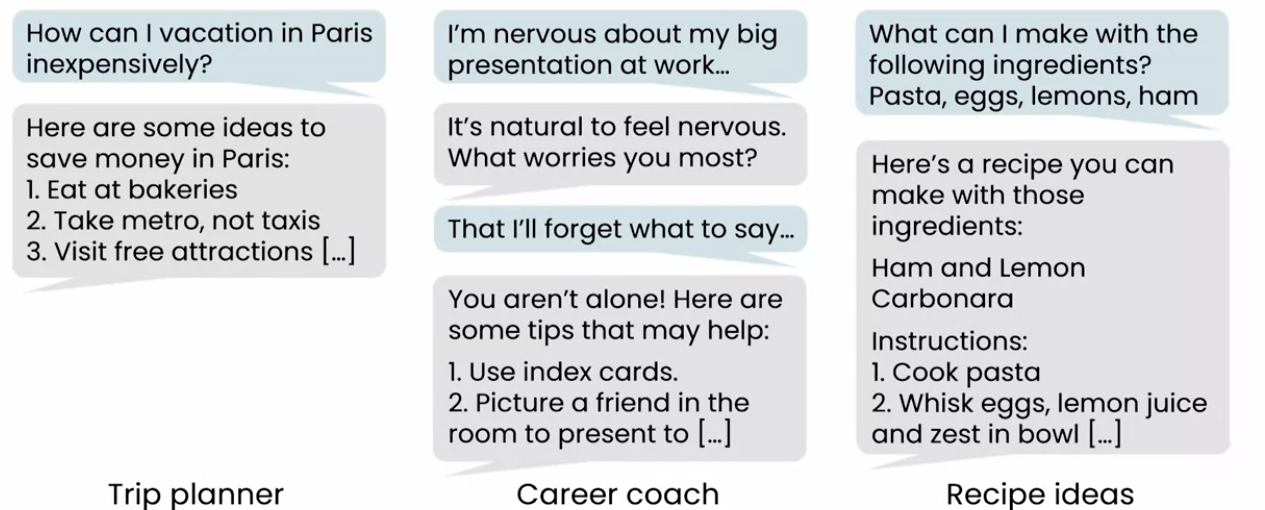 How can I vacation in Paris
inexpensively?
Here are some ideas to
save money in Paris:
1. Eat at bakeries
2. Take metro, not taxis
3. Visit free attractions [...]
Trip planner
I'm nervous about my big
presentation at work...
It's natural to feel nervous.
What worries you most?
That I'll forget what to say...
You aren't alone! Here are
some tips that may help:
1. Use index cards.
2. Picture a friend in the
room to present to [...]
Career coach
What can I make with the
following ingredients?
Pasta, eggs, lemons, ham
Here's a recipe you can
make with those
ingredients:
Ham and Lemon
Carbonara
Instructions:
1. Cook pasta
2. Whisk eggs, lemon juice
and zest in bowl [...]
Recipe ideas